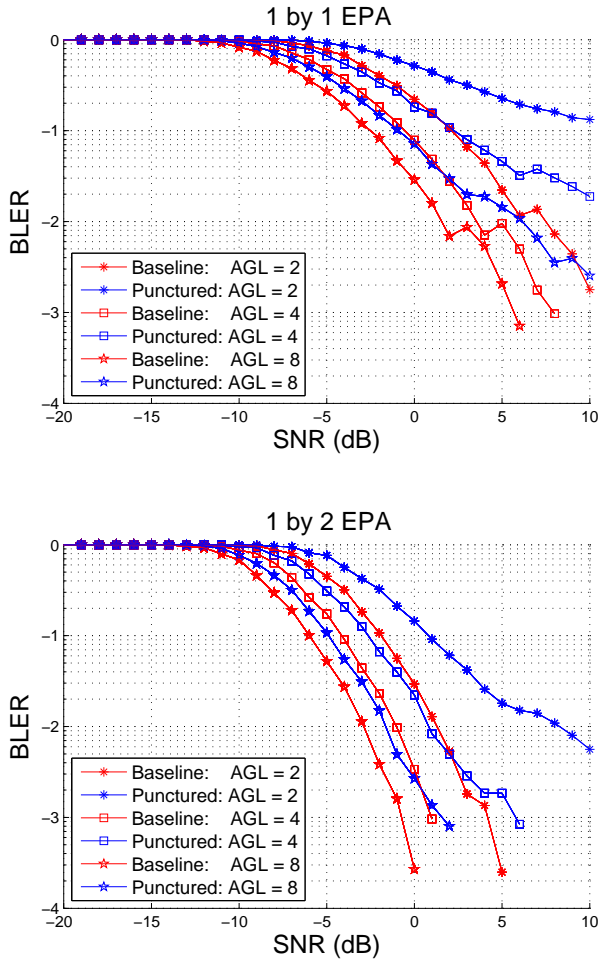 1 by 1 EPA
0
−1
−2
−3
−4
BLER
Baseline: AGL = 2
Punctured: AGL = 2
Baseline: AGL = 4
Punctured: AGL = 4
Baseline: AGL = 8
Punctured: AGL = 8
−20 −15 −10 −5 0 5 10
SNR (dB)
1 by 2 EPA
0
−1
−2
−3
−4
BLER
Baseline: AGL = 2
Punctured: AGL = 2
Baseline: AGL = 4
Punctured: AGL = 4
Baseline: AGL = 8
Punctured: AGL = 8
−20 −15 −10 −5 0 5 10
SNR (dB)